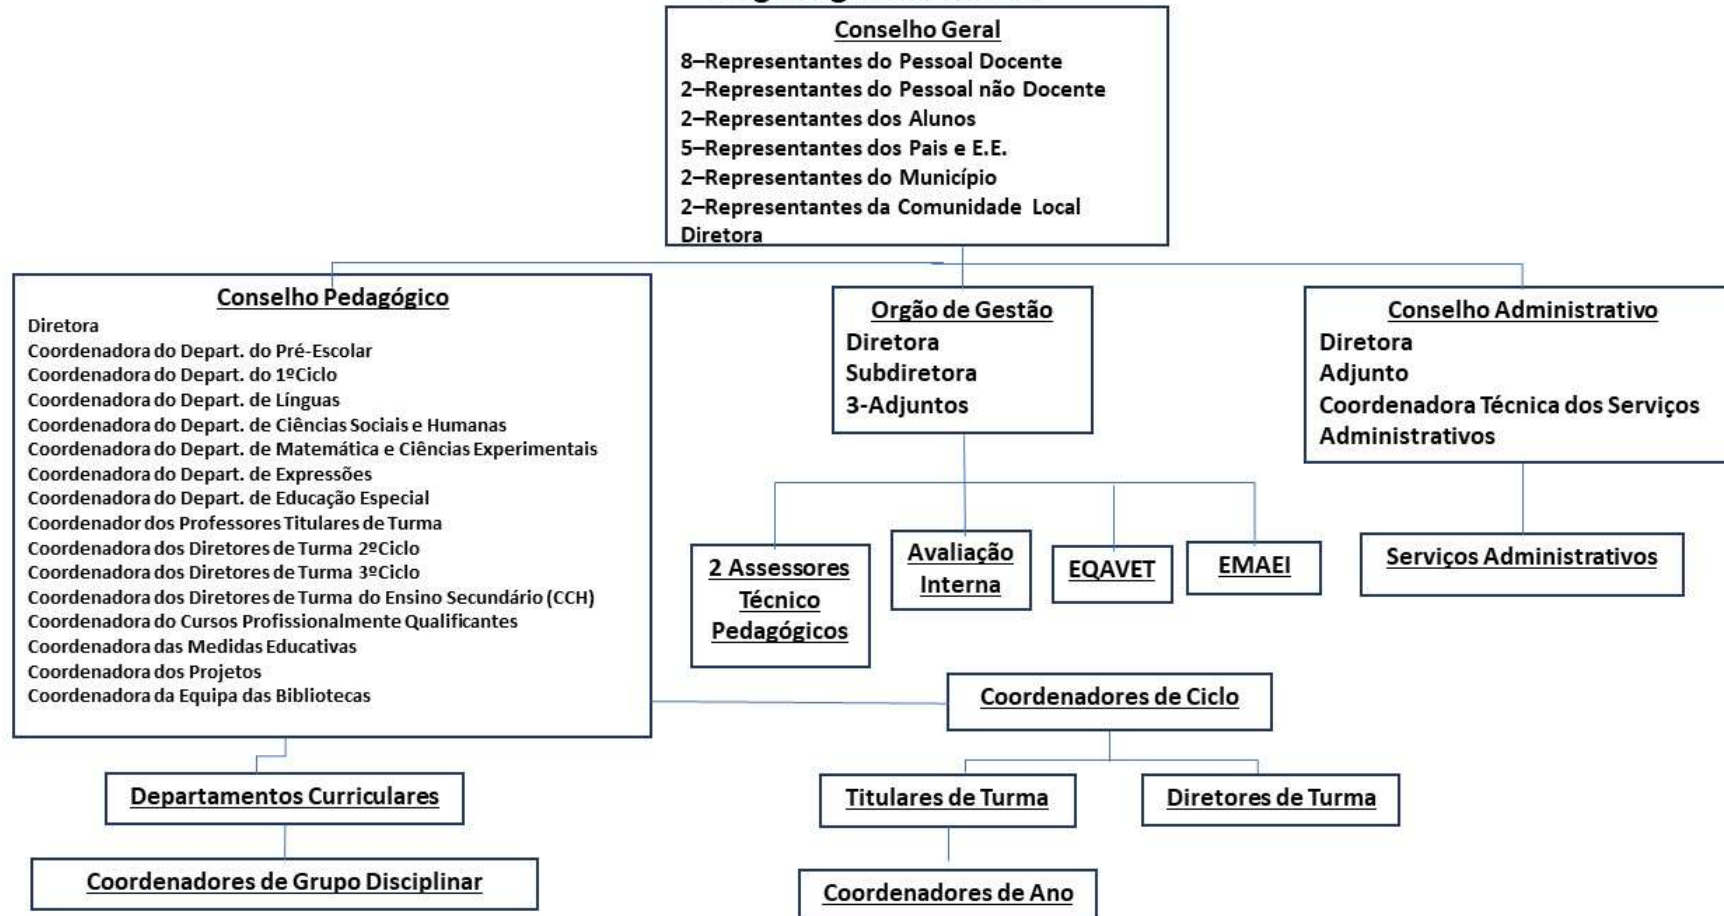 Conselho Geral
8–Representantes do Pessoal Docente
2–Representantes do Pessoal não Docente
2–Representantes dos Alunos
5–Representantes dos Pais e E.E.
2–Representantes do Município
2–Representantes da Comunidade Local
Diretora
Conselho Pedagógico
Diretora
Coordenadora do Depart. do Pré-Escolar
Coordenadora do Depart. do 1ºCiclo
Coordenadora do Depart. de Línguas
Coordenadora do Depart. de Ciências Sociais e Humanas
Coordenadora do Depart. de Matemática e Ciências Experimentais
Coordenadora do Depart. de Expressões
Coordenadora do Depart. de Educação Especial
Coordenador dos Professores Titulares de Turma
Coordenadora dos Diretores de Turma 2ºCiclo
Coordenadora dos Diretores de Turma 3ºCiclo
Coordenadora dos Diretores de Turma do Ensino Secundário (CCH)
Coordenadora do Cursos Profissionalmente Qualificantes
Coordenadora das Medidas Educativas
Coordenadora dos Projetos
Coordenadora da Equipa das Bibliotecas
Orgão de Gestão
Diretora
Subdiretora
3-Adjuntos
Conselho Administrativo
Diretora
Adjunto
Coordenadora Técnica dos Serviços
Administrativos
2 Assessores
Técnico
Pedagógicos
Avaliação
Interna
EQAVET
EMAEI
Serviços Administrativos
Coordenadores de Ciclo
Departamentos Curriculares
Titulares de Turma
Diretores de Turma
Coordenadores de Grupo Disciplinar
Coordenadores de Ano